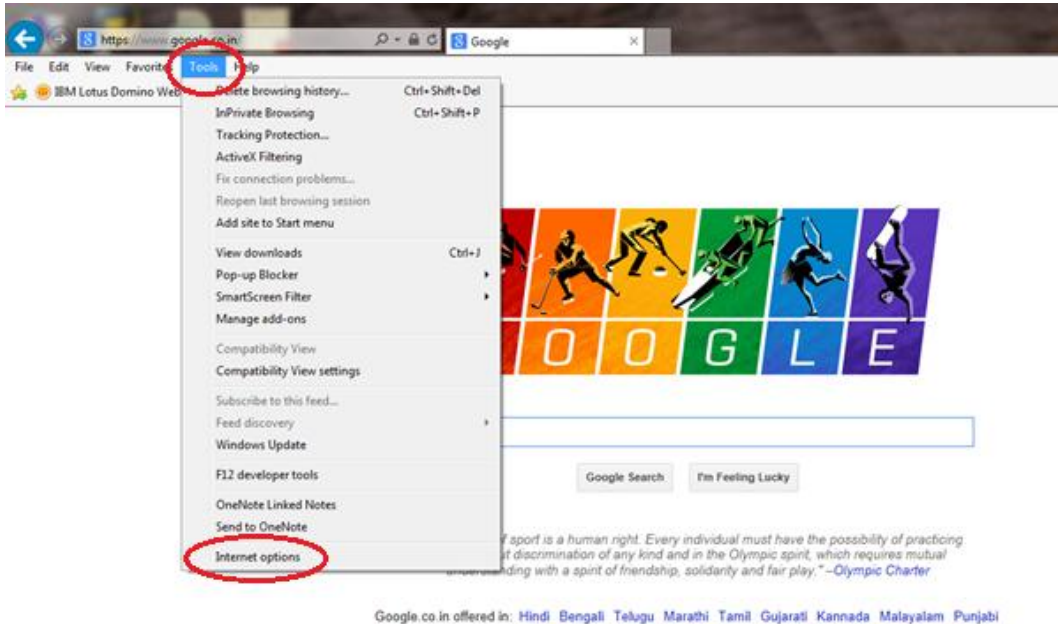 https://www.google.co.in/
Google
File Edit View Favorites Tools Help
IBM Lotus Domino Web
Delete browsing history... Ctrl+Shift+Del
InPrivate Browsing Ctrl+Shift+P
Tracking Protection...
ActiveX Filtering
Fix connection problems...
Reopen last browsing session
Add site to Start menu
View downloads Ctrl+J
Pop-up Blocker
SmartScreen Filter
Manage add-ons
Compatibility View
Compatibility View settings
Subscribe to this feed...
Feed discovery
Windows Update
F12 developer tools
OneNote Linked Notes
Send to OneNote
Internet options
O O G L E
Google Search I'm Feeling Lucky
f sport is a human right. Every individual must have the possibility of practicing
t discrimination of any kind and in the Olympic spirit, which requires mutual
understanding with a spirit of friendship, solidarity and fair play." –Olympic Charter
Google.co.in offered in: Hindi Bengali Telugu Marathi Tamil Gujarati Kannada Malayalam Punjabi